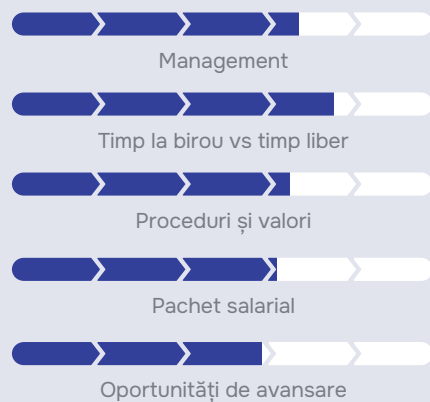 Management
Timp la birou vs timp liber
Proceduri și valori
Pachet salarial
Oportunități de avansare